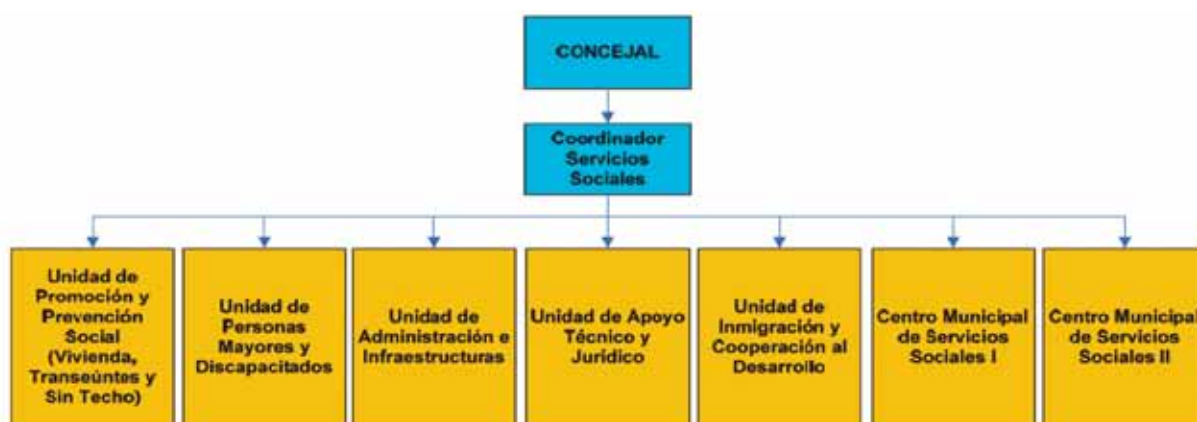 CONCEJAL
Coordinador
Servicios
Sociales
Unidad de
Promoción y
Prevención
Social
(Vivienda,
Transeúntes y
Sin Techo)
Unidad de
Personas
Mayores y
Discapacitados
Unidad de
Administración e
Infraestructuras
Unidad de Apoyo
Técnico y
Jurídico
Unidad de
Inmigración y
Cooperación al
Desarrollo
Centro Municipal
de Servicios
Sociales I
Centro Municipal
de Servicios
Sociales II